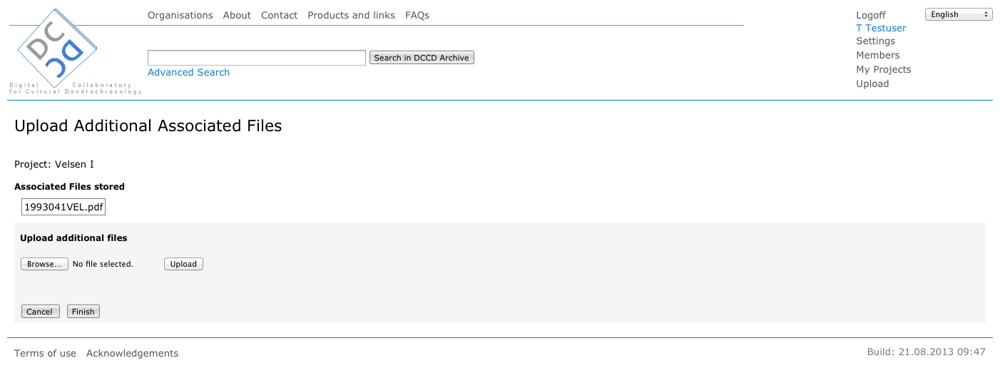 Organisations About Contact Products and links FAQs
Logoff
English
T Testuser
Settings
Members
My Projects
Upload
DC
DC
Digital Collaboratory
for Cultural Dendrochronology
Search in DCCD Archive
Advanced Search
Upload Additional Associated Files
Project: Velsen I
Associated Files stored
1993041VEL.pdf
Upload additional files
Browse... No file selected. Upload
Cancel Finish
Terms of use Acknowledgements
Build: 21.08.2013 09:47